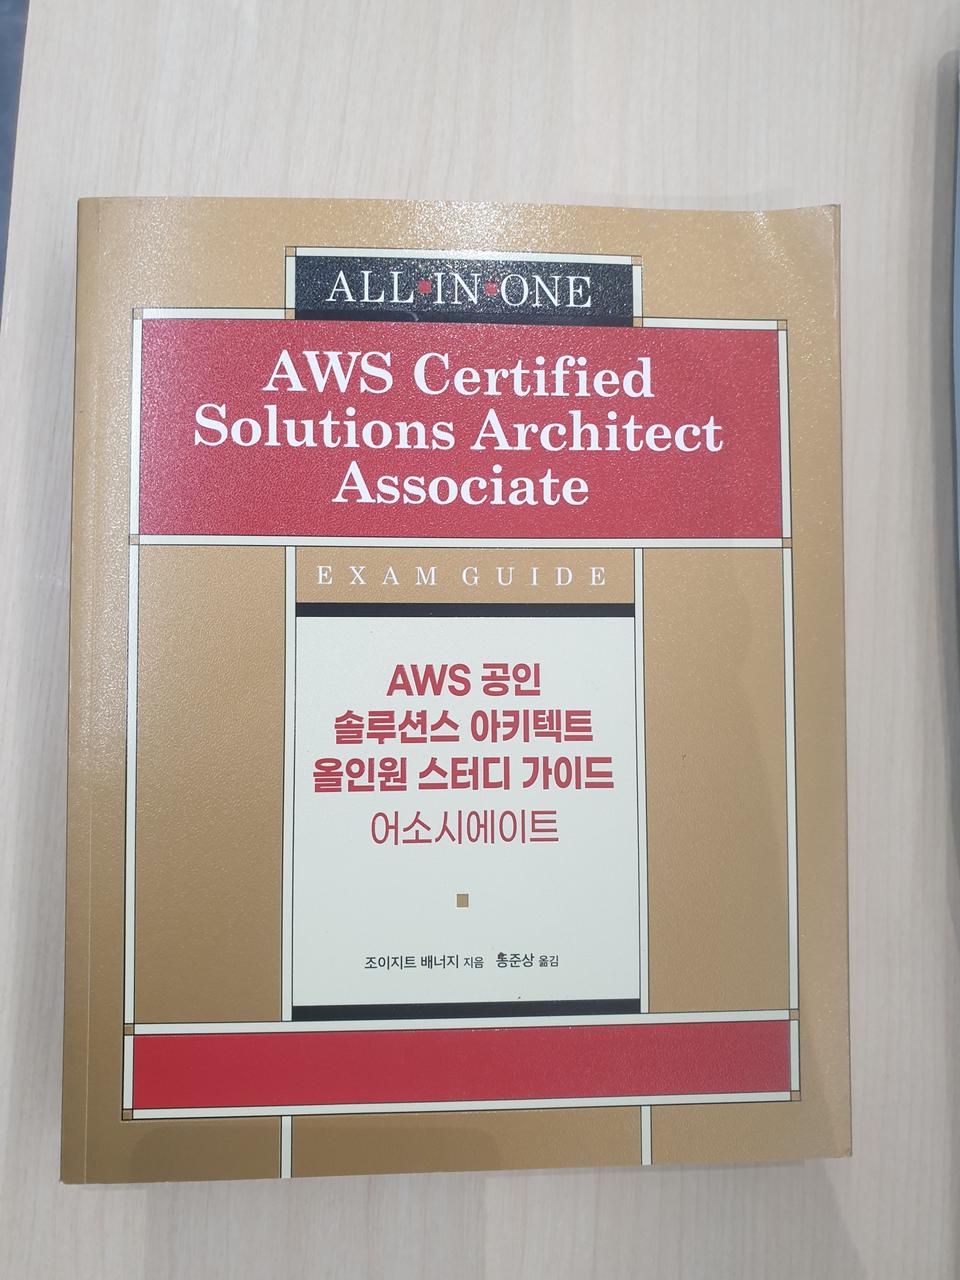 ALL·IN·ONE
AWS Certified
Solutions Architect
Associate
EXAM GUIDE
AWS 공인
솔루션스 아키텍트
올인원 스터디 가이드
어소시에이트
조이지트 배너지 지음 동준상 옮김